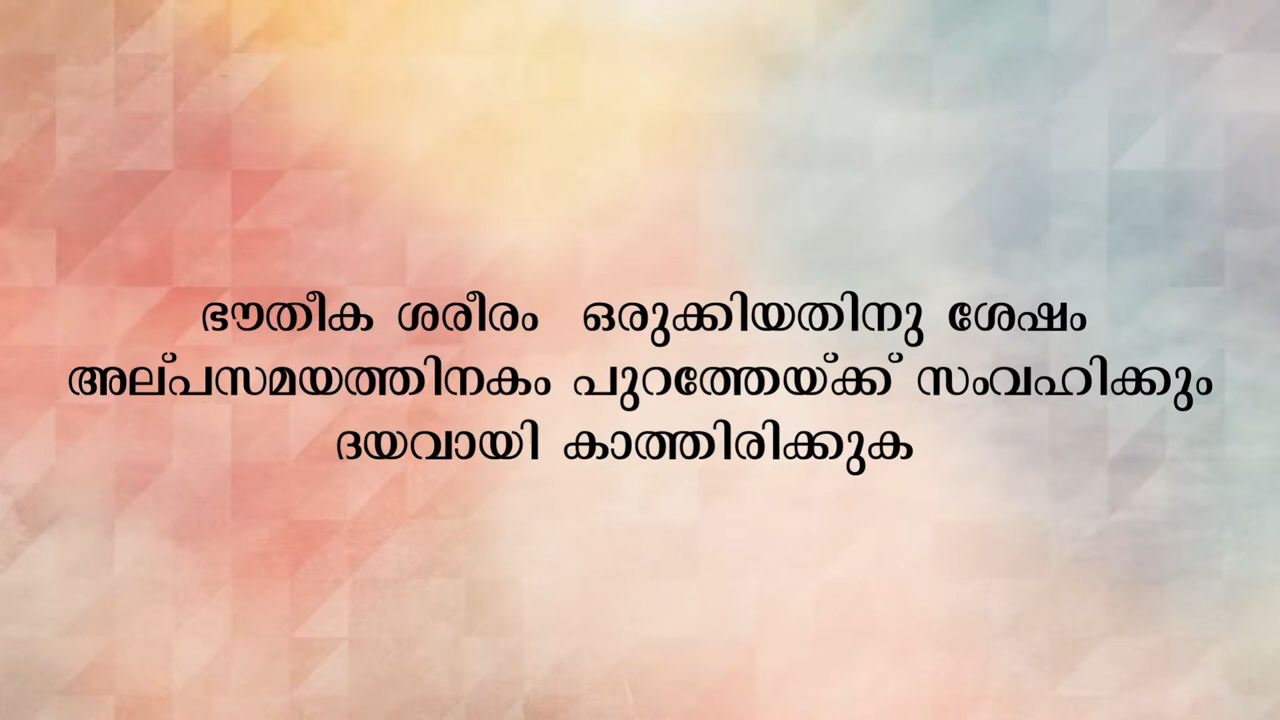 ഭൗതീക ശരീരം ഒരുക്കിയതിനു ശേഷം
അല്പസമയത്തിനകം പുറത്തേയ്ക്ക് സംവഹിക്കും
ദയവായി കാത്തിരിക്കുക